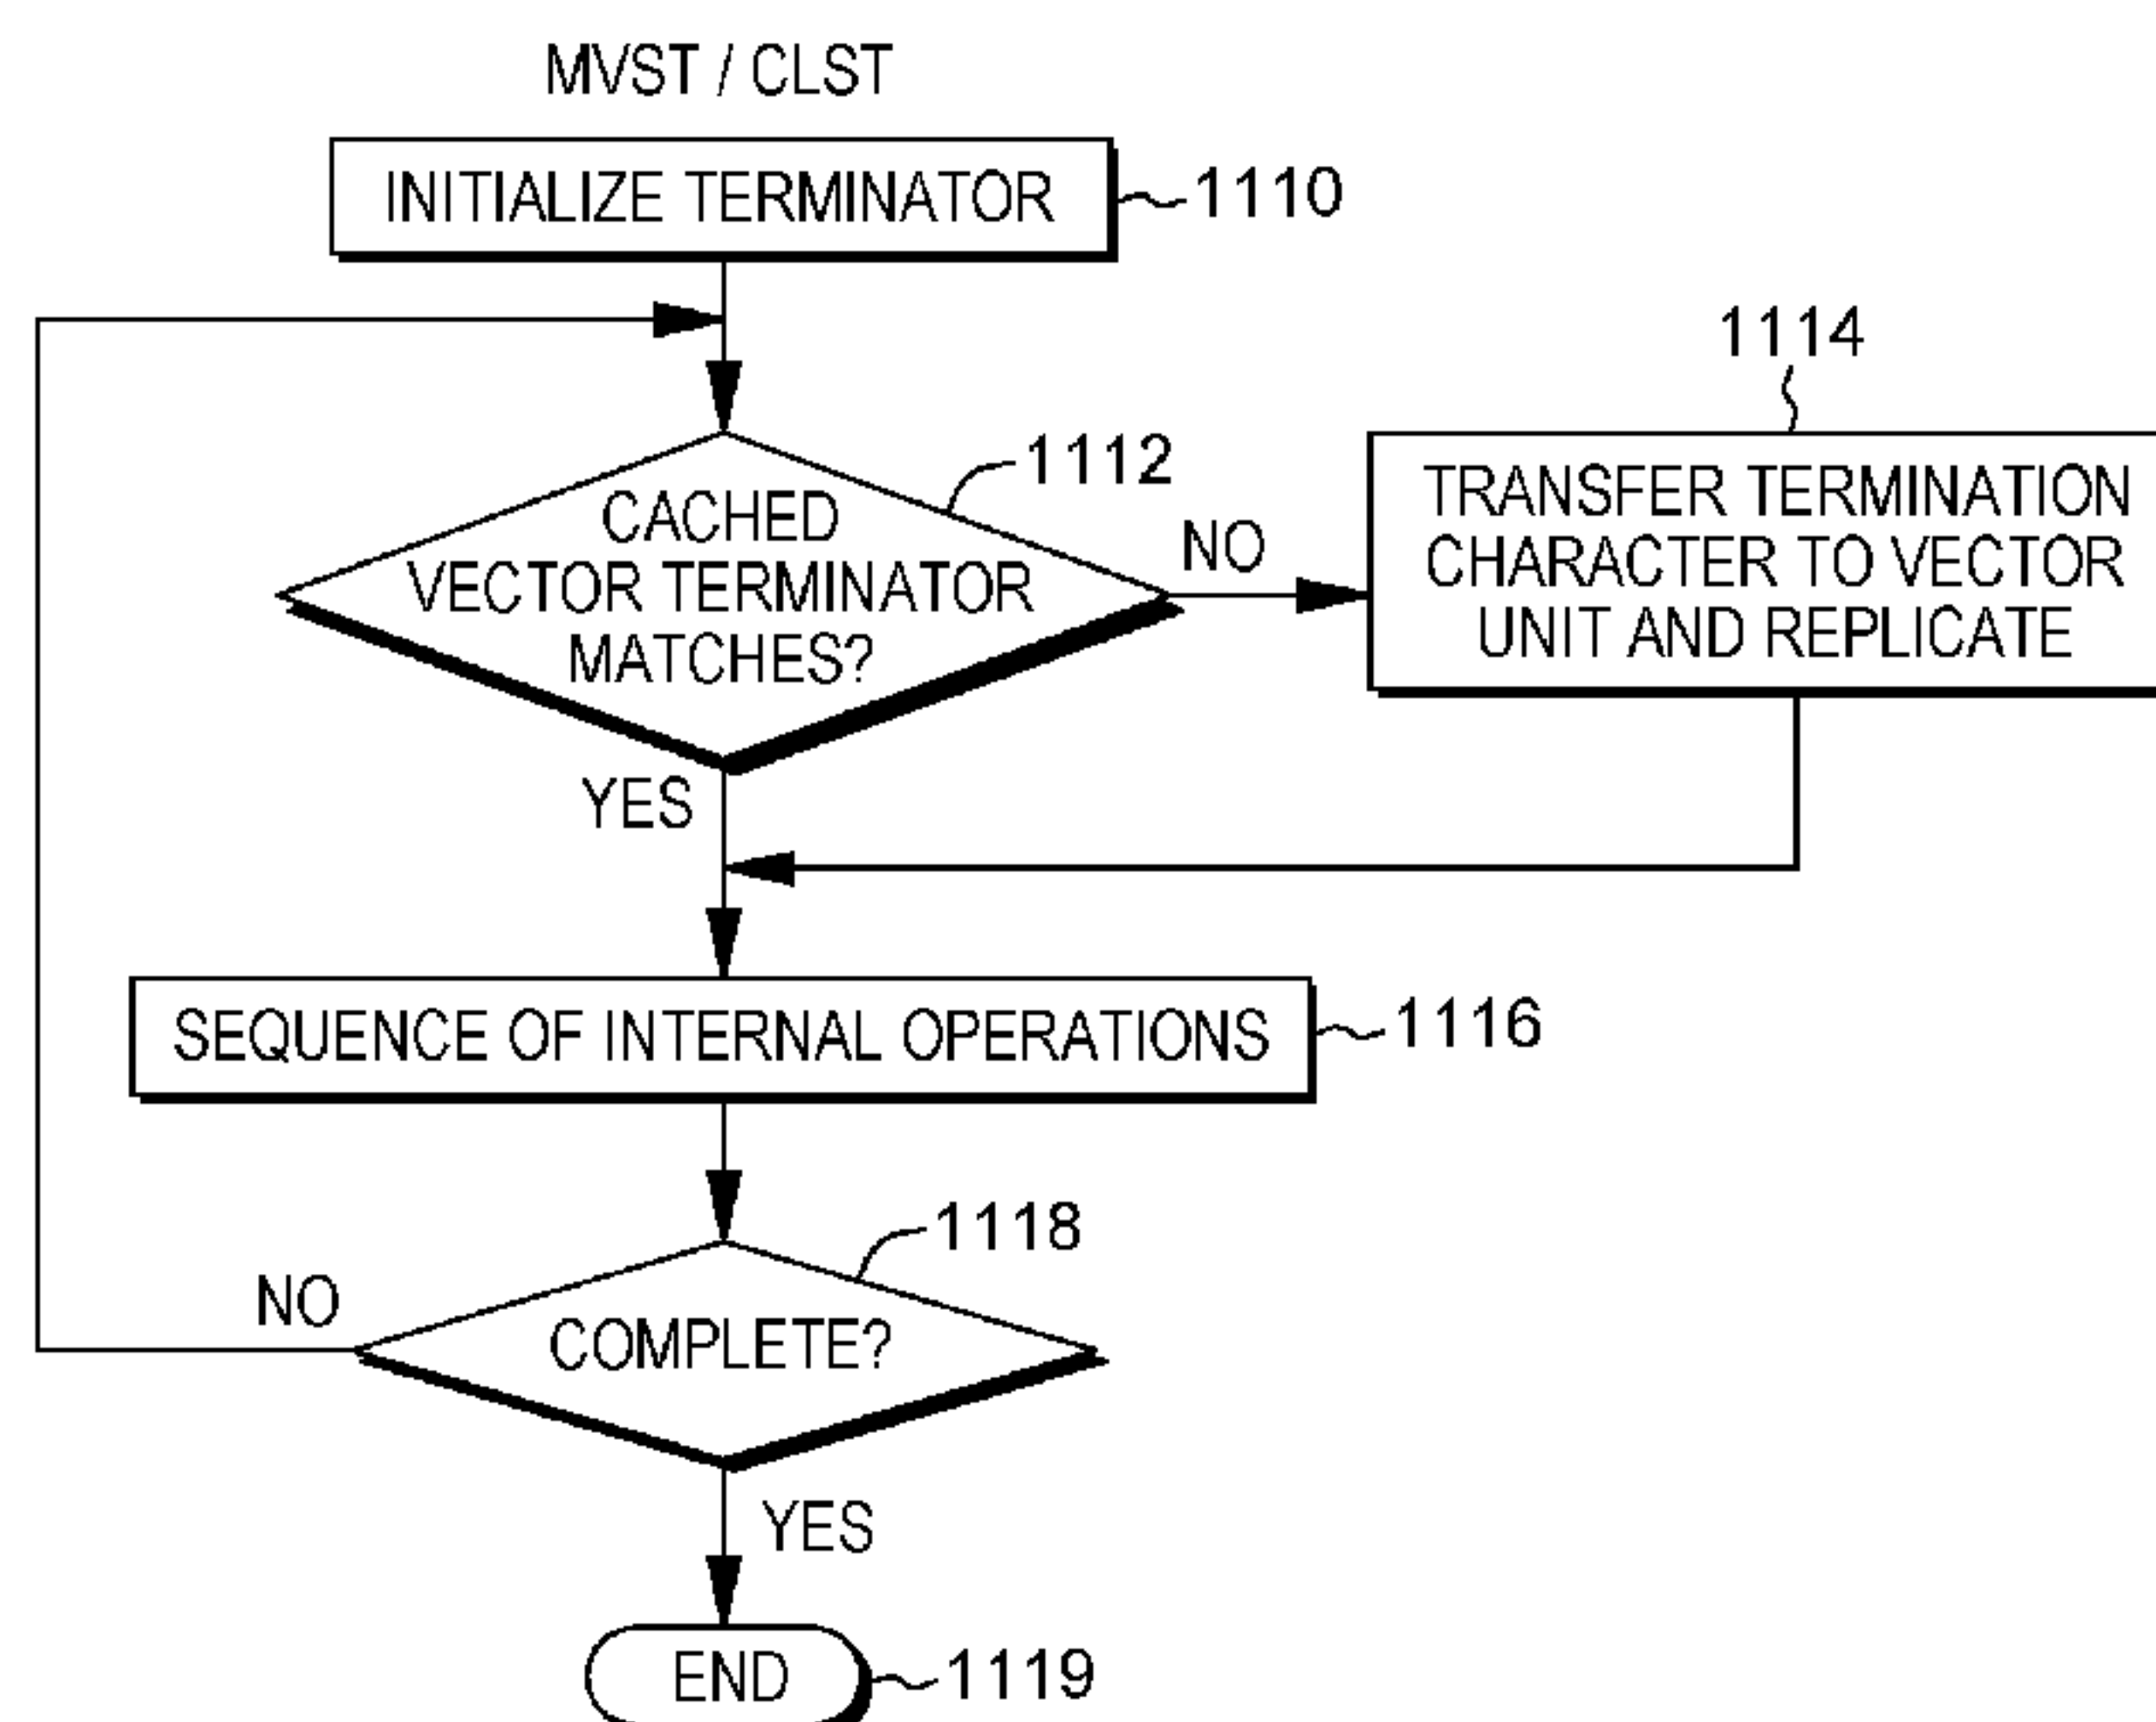 MVST / CLST
INITIALIZE TERMINATOR
1110
1114
1112
CACHED
VECTOR TERMINATOR
MATCHES?
NO
TRANSFER TERMINATION
CHARACTER TO VECTOR
UNIT AND REPLICATE
YES
SEQUENCE OF INTERNAL OPERATIONS
1116
1118
NO
COMPLETE?
YES
END
1119